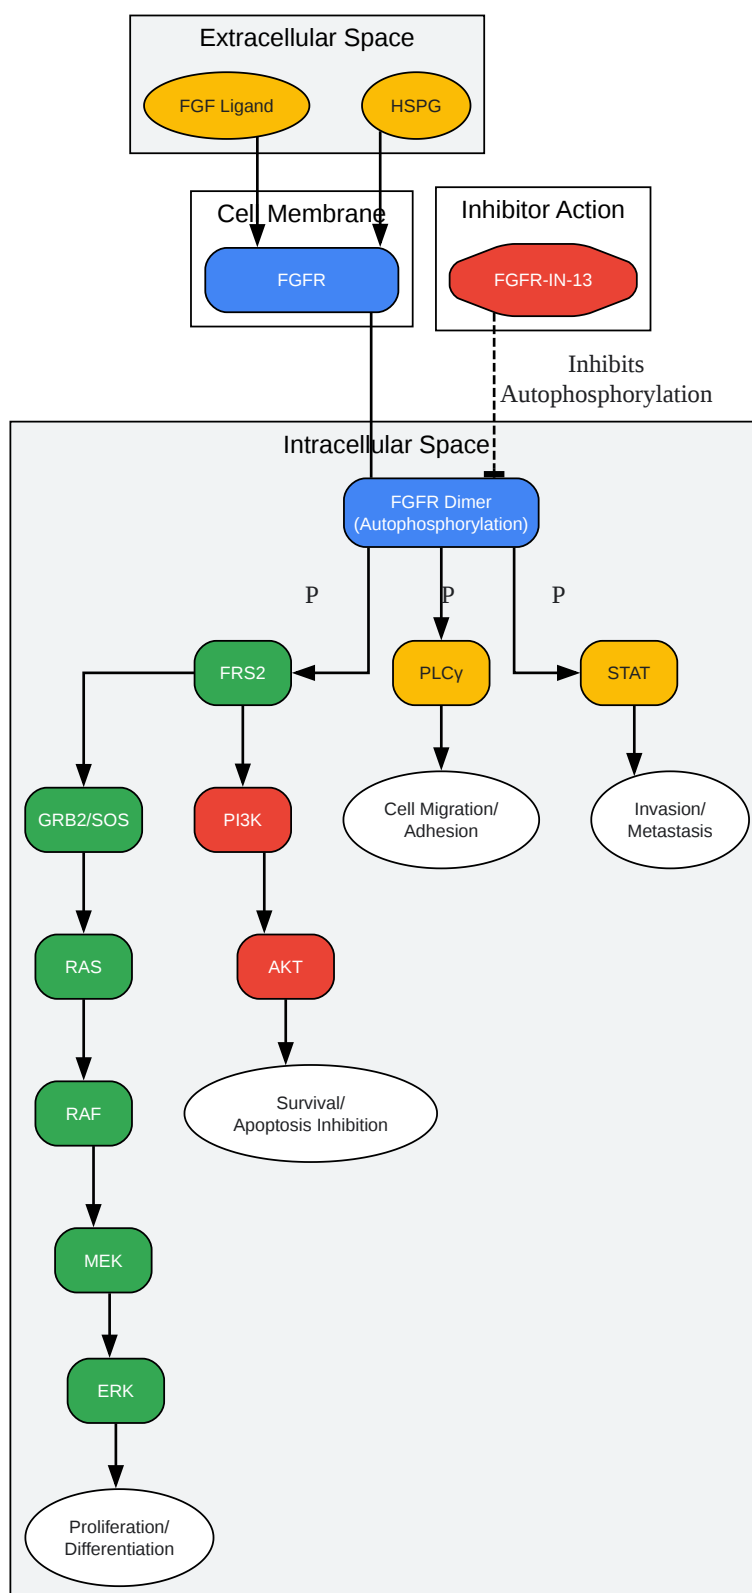 Extracellular Space
FGF Ligand
HSPG
Cell Membrane
FGFR
Inhibitor Action
FGFR-IN-13
Inhibits
Autophosphorylation
Intracellular Space
FGFR Dimer
(Autophosphorylation)
P
P
P
FRS2
PLCγ
STAT
GRB2/SOS
PI3K
Cell Migration/
Adhesion
Invasion/
Metastasis
RAS
AKT
RAF
Survival/
Apoptosis Inhibition
MEK
ERK
Proliferation/
Differentiation